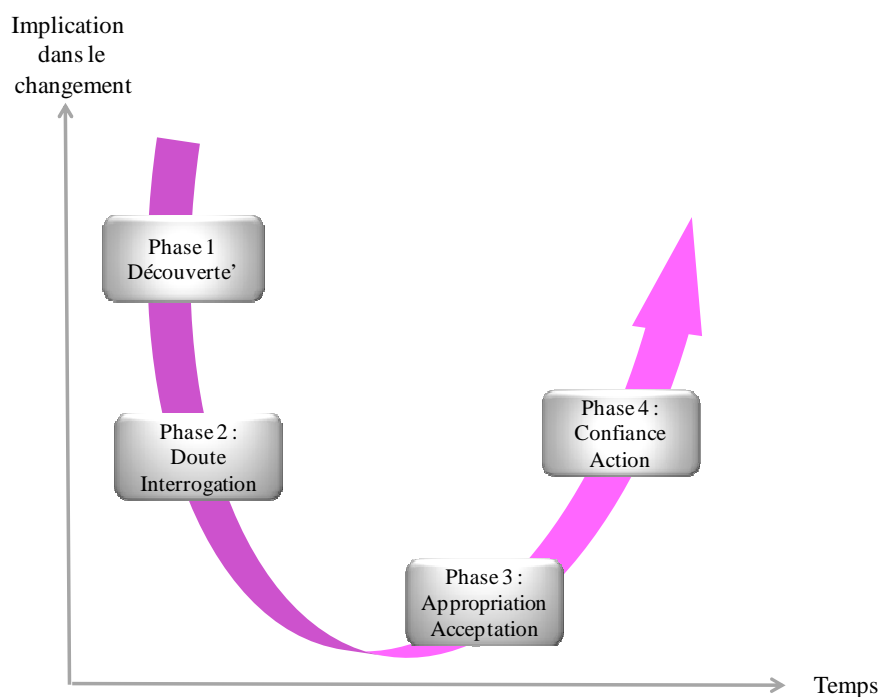 Implication
dans le
changement
Phase 1
Découverte’
Phase 2 :
Doute
Interrogation
Phase 3 :
Appropriation
Acceptation
Phase 4 :
Confiance
Action
Temps